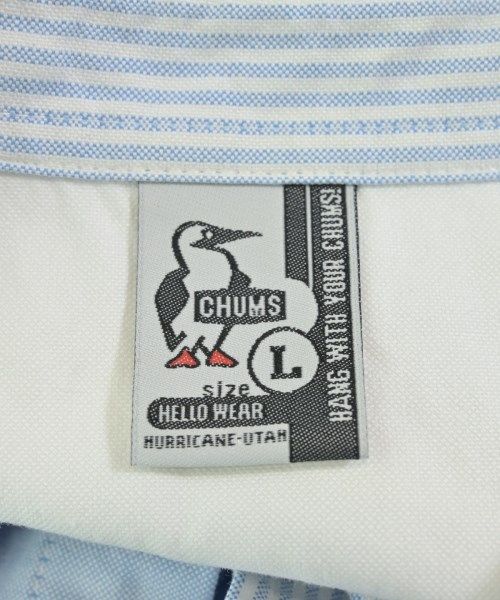 CHUMS
size L
HELLO WEAR
HURRICANE-UTAH
HANG WITH YOUR CHUMS!